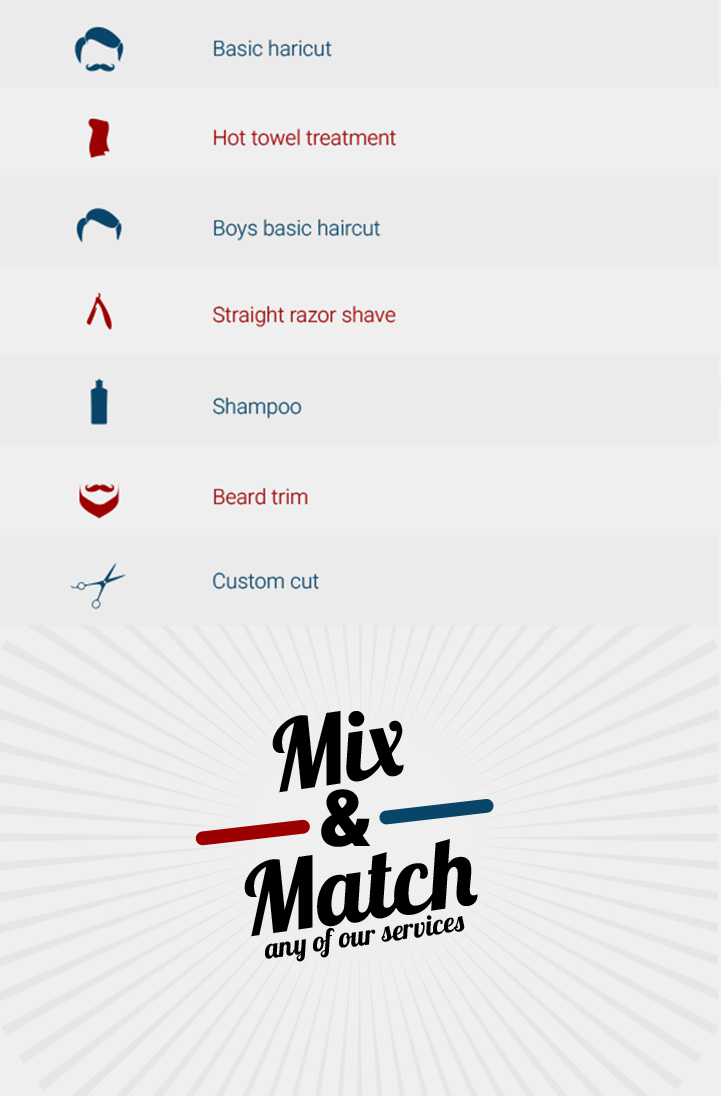 Basic haricut
Hot towel treatment
Boys basic haircut
Straight razor shave
Shampoo
Beard trim
Custom cut
Mix
&
Match
any of our services